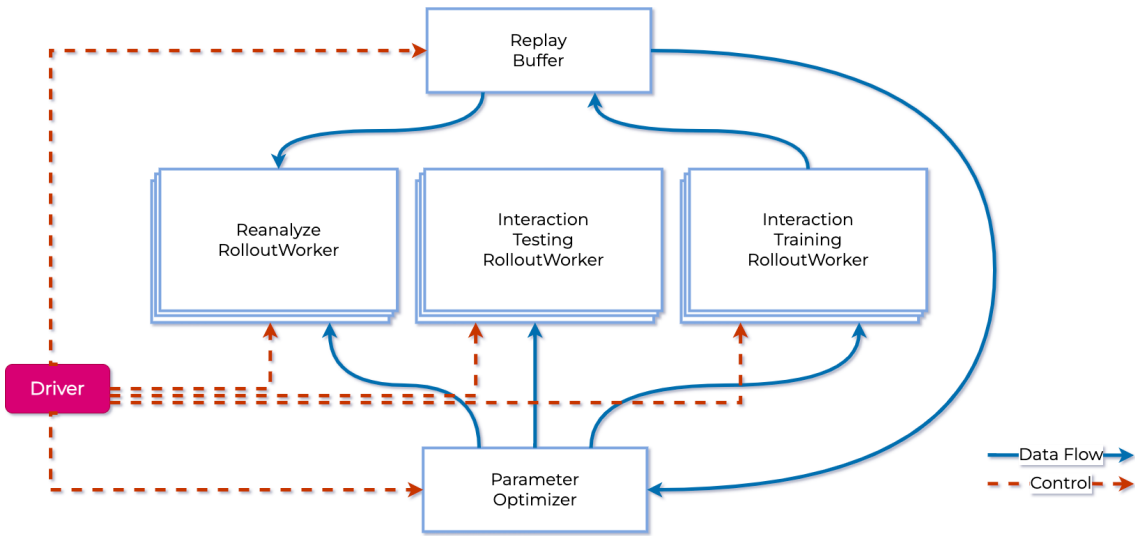 Replay
Buffer
Reanalyze
RolloutWorker
Interaction
Testing
RolloutWorker
Interaction
Training
RolloutWorker
Driver
Parameter
Optimizer
Data Flow
Control